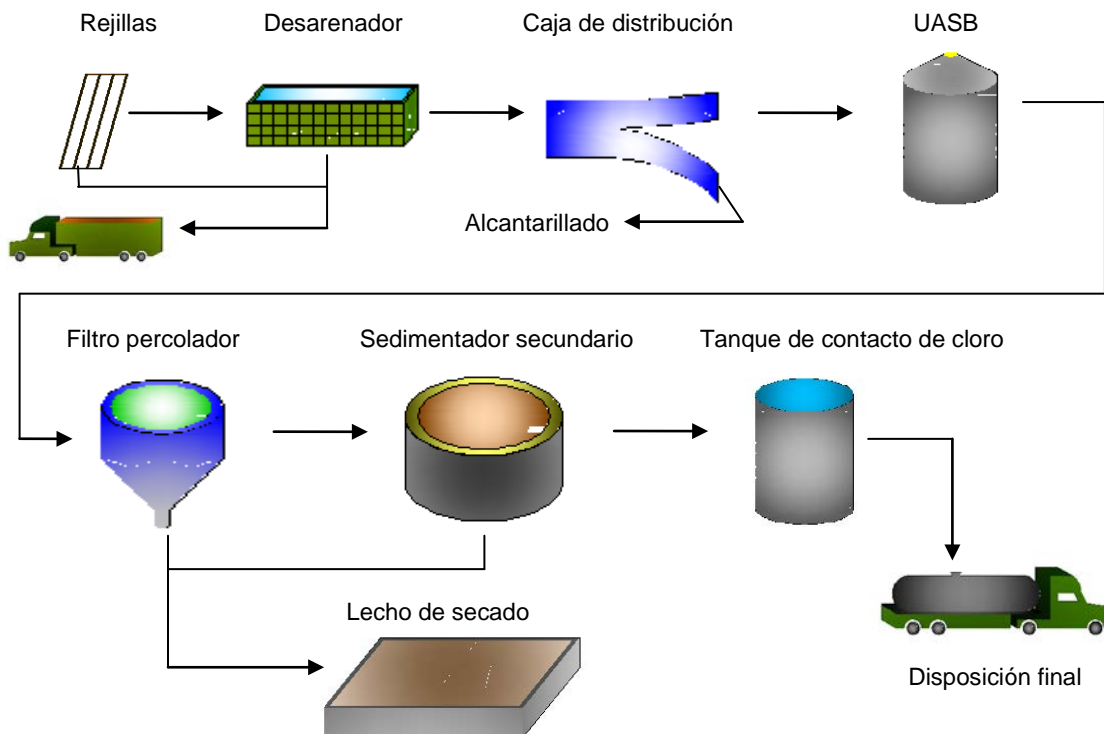 Rejillas
Desarenador
Caja de distribución
UASB
Alcantarillado
Filtro percolador
Sedimentador secundario
Tanque de contacto de cloro
Lecho de secado
Disposición final